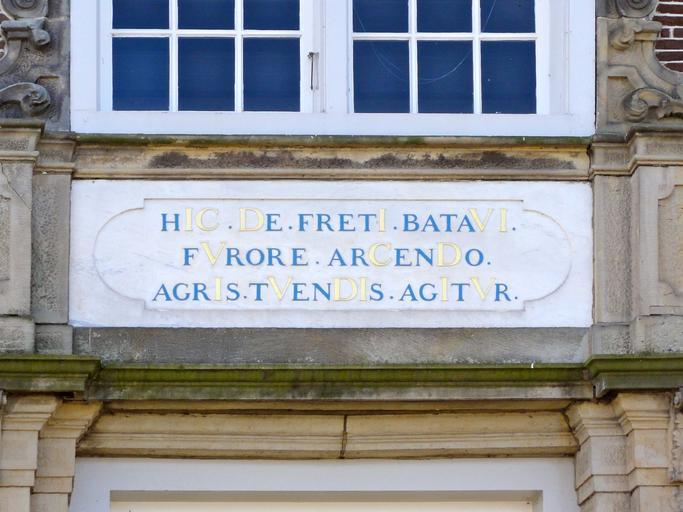 HIC . DE . FRETI . BATAVI .
FVRORE . ARCENDO .
AGRIS . TVENDIS . AGITVR .